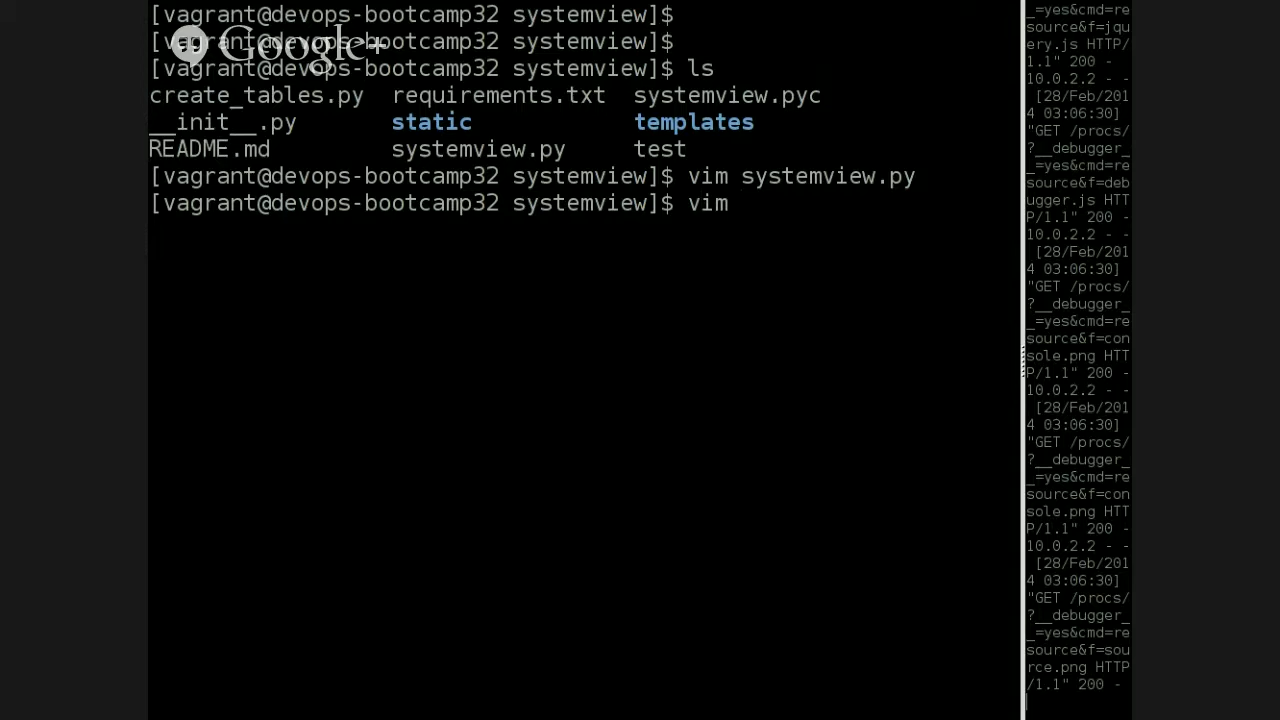 [vagrant@devops-bootcamp32 systemview]$
[vagrant@devops-bootcamp32 systemview]$
Google+
[vagrant@devops-bootcamp32 systemview]$ ls
create_tables.py requirements.txt systemview.pyc
__init__.py static templates
README.md systemview.py test
[vagrant@devops-bootcamp32 systemview]$ vim systemview.py
[vagrant@devops-bootcamp32 systemview]$ vim
_=yes&cmd=re
source&f=jqu
ery.js HTTP/
1.1" 200 -
10.0.2.2 - -
[28/Feb/201
4 03:06:30]
"GET /procs/
?__debugger_
_=yes&cmd=re
source&f=deb
ugger.js HTT
P/1.1" 200 -
10.0.2.2 - -
[28/Feb/201
4 03:06:30]
"GET /procs/
?__debugger_
_=yes&cmd=re
source&f=con
sole.png HTT
P/1.1" 200 -
10.0.2.2 - -
[28/Feb/201
4 03:06:30]
"GET /procs/
?__debugger_
_=yes&cmd=re
source&f=con
sole.png HTT
P/1.1" 200 -
10.0.2.2 - -
[28/Feb/201
4 03:06:30]
"GET /procs/
?__debugger_
_=yes&cmd=re
source&f=sou
rce.png HTTP
/1.1" 200 -